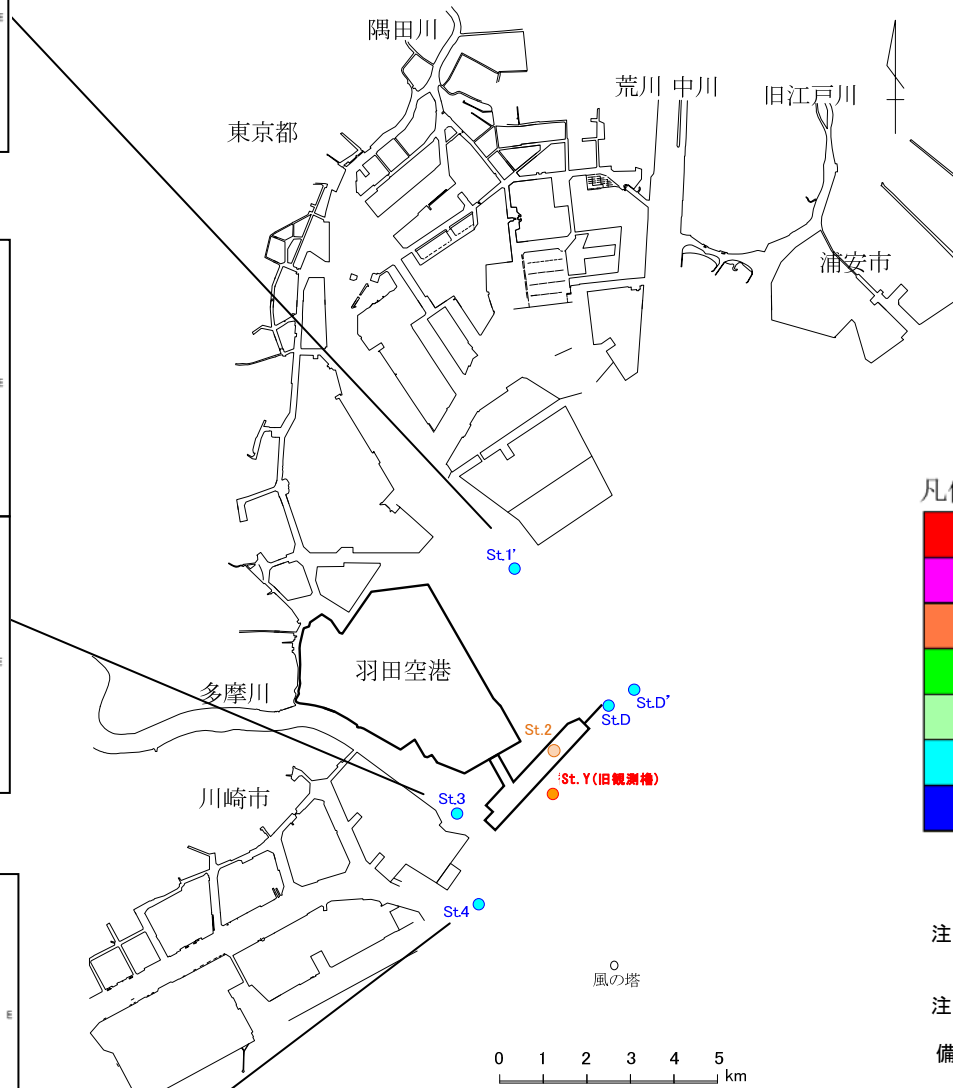 隅田川
荒川 中川
旧江戸川
東京都
浦安市
凡
St.1'
羽田空港
多摩川
St.D'
St.D
St.2
St.Y(旧観測櫓)
川崎市
St.3
St.4
注
風の塔
注
備
0 1 2 3 4 5
km